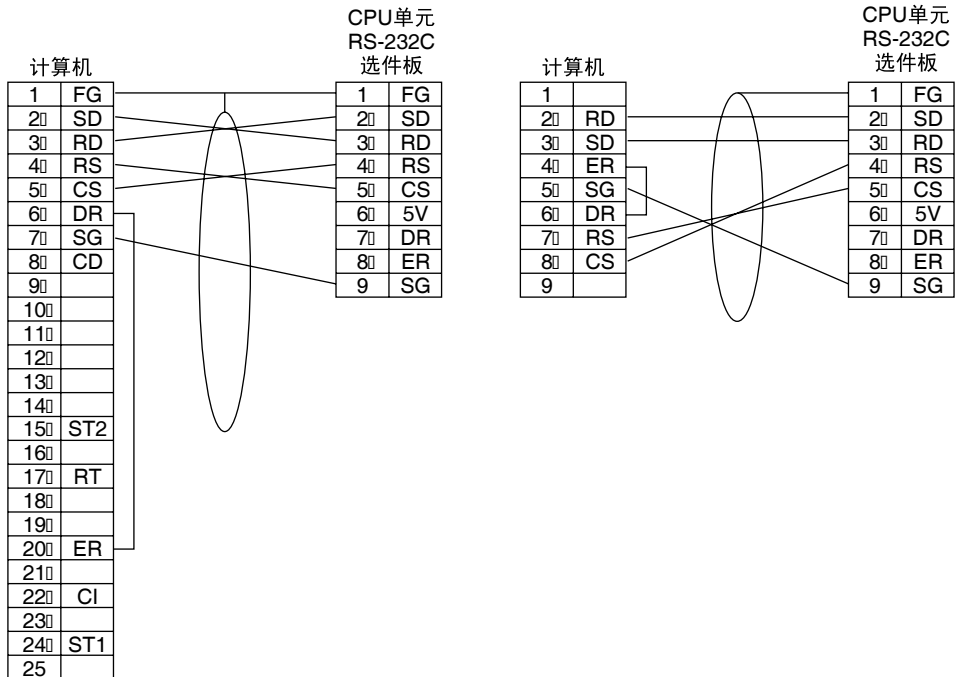 计算机
CPU单元
RS-232C
选件板
1 FG
2 SD
3 RD
4 RS
5 CS
6 DR
7 SG
8 CD
9
10
11
12
13
14
15 ST2
16
17 RT
18
19
20 ER
21
22 CI
23
24 ST1
25
1 FG
2 SD
3 RD
4 RS
5 CS
6 5V
7 DR
8 ER
9 SG
计算机
CPU单元
RS-232C
选件板
1
2 RD
3 SD
4 ER
5 SG
6 DR
7 RS
8 CS
9
1 FG
2 SD
3 RD
4 RS
5 CS
6 5V
7 DR
8 ER
9 SG